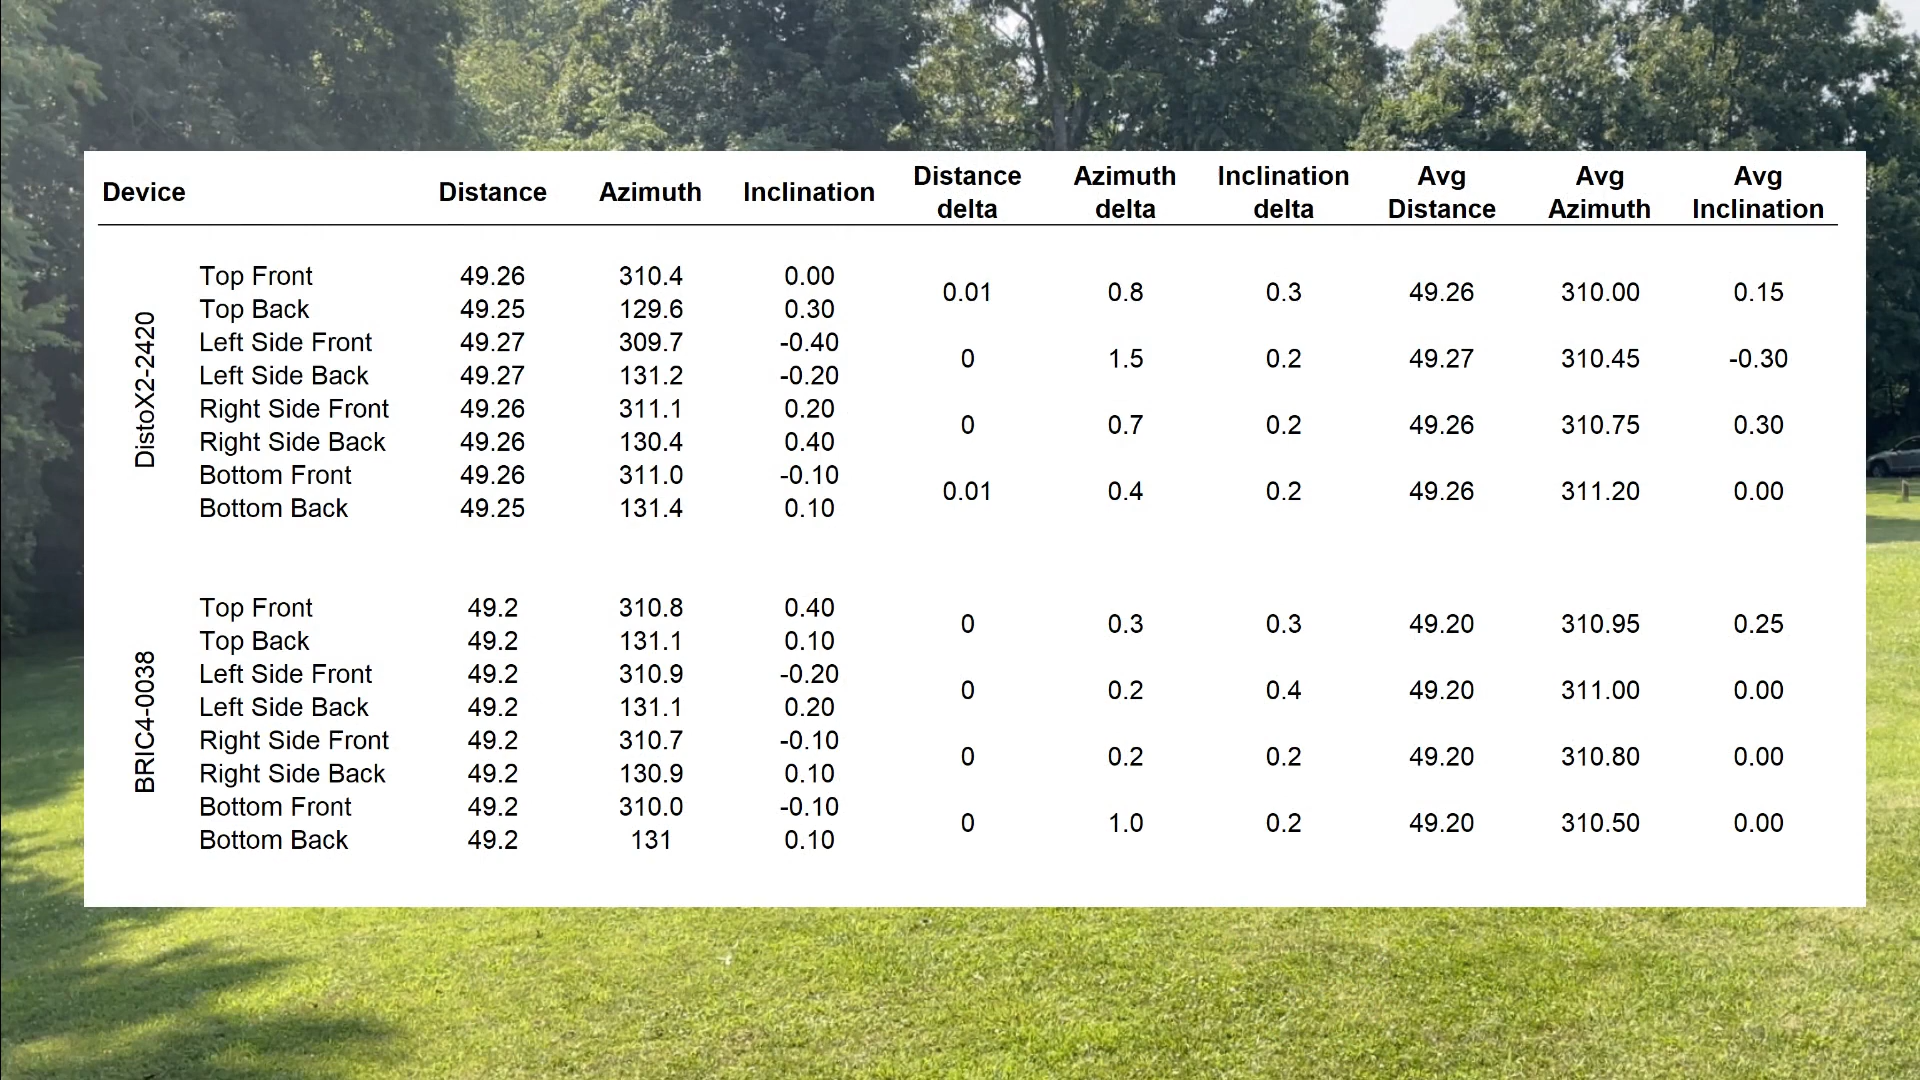 Device Distance Azimuth Inclination Distance delta Azimuth delta Inclination delta Avg Distance Avg Azimuth Avg Inclination
DistoX2-2420
Top Front 49.26 310.4 0.00
0.01 0.8 0.3 49.26 310.00 0.15
Top Back 49.25 129.6 0.30
Left Side Front 49.27 309.7 -0.40
0 1.5 0.2 49.27 310.45 -0.30
Left Side Back 49.27 131.2 -0.20
Right Side Front 49.26 311.1 0.20
0 0.7 0.2 49.26 310.75 0.30
Right Side Back 49.26 130.4 0.40
Bottom Front 49.26 311.0 -0.10
0.01 0.4 0.2 49.26 311.20 0.00
Bottom Back 49.25 131.4 0.10
BRIC4-0038
Top Front 49.2 310.8 0.40
0 0.3 0.3 49.20 310.95 0.25
Top Back 49.2 131.1 0.10
Left Side Front 49.2 310.9 -0.20
0 0.2 0.4 49.20 311.00 0.00
Left Side Back 49.2 131.1 0.20
Right Side Front 49.2 310.7 -0.10
0 0.2 0.2 49.20 310.80 0.00
Right Side Back 49.2 130.9 0.10
Bottom Front 49.2 310.0 -0.10
0 1.0 0.2 49.20 310.50 0.00
Bottom Back 49.2 131 0.10